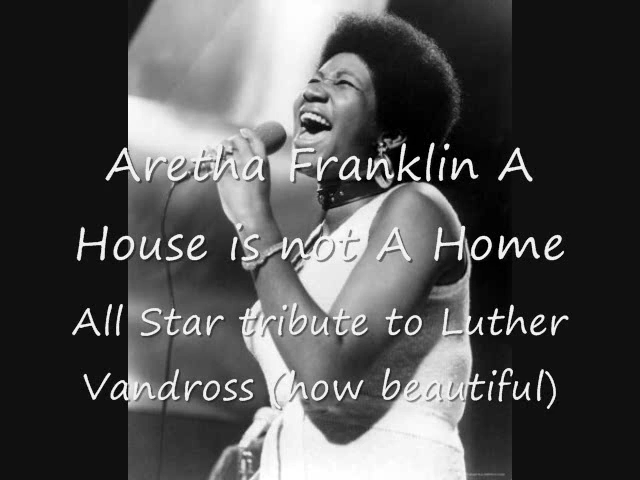 Aretha Franklin A
House is not A Home
All Star tribute to Luther
Vandross (how beautiful)